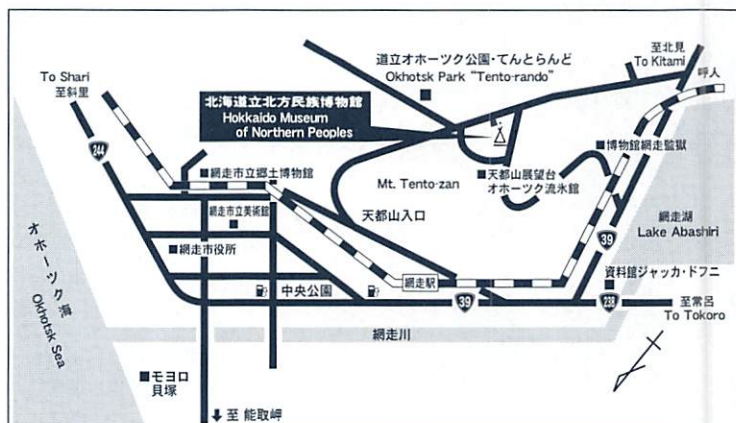 道立オホーツク公園・てんとらんど
Okhotsk Park "Tento-rando"
至北見
To Kitami
呼人
To Shari
至斜里
北海道立北方民族博物館
Hokkaido Museum
of Northern Peoples
244
網走市立郷土博物館
Mt. Tento-zan
天都山展望台
オホーツク流氷館
博物館網走監獄
網走市立美術館
天都山入口
網走湖
Lake Abashiri
オホーツク海
Okhotsk Sea
網走市役所
39
中央公園
網走駅
39
資料館ジャッカ・ドフニ
238
至常呂
To Tokoro
網走川
モヨロ
貝塚
至 能取岬